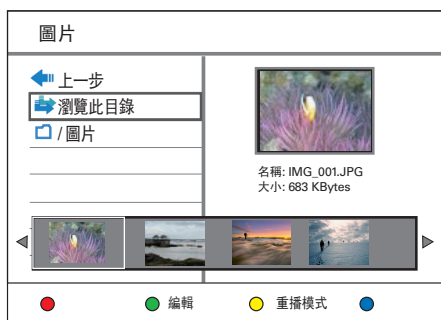 圖片
上一步
瀏覽此目錄
/ 圖片
名稱: IMG_001.JPG
大小: 683 KBytes
編輯
重播模式